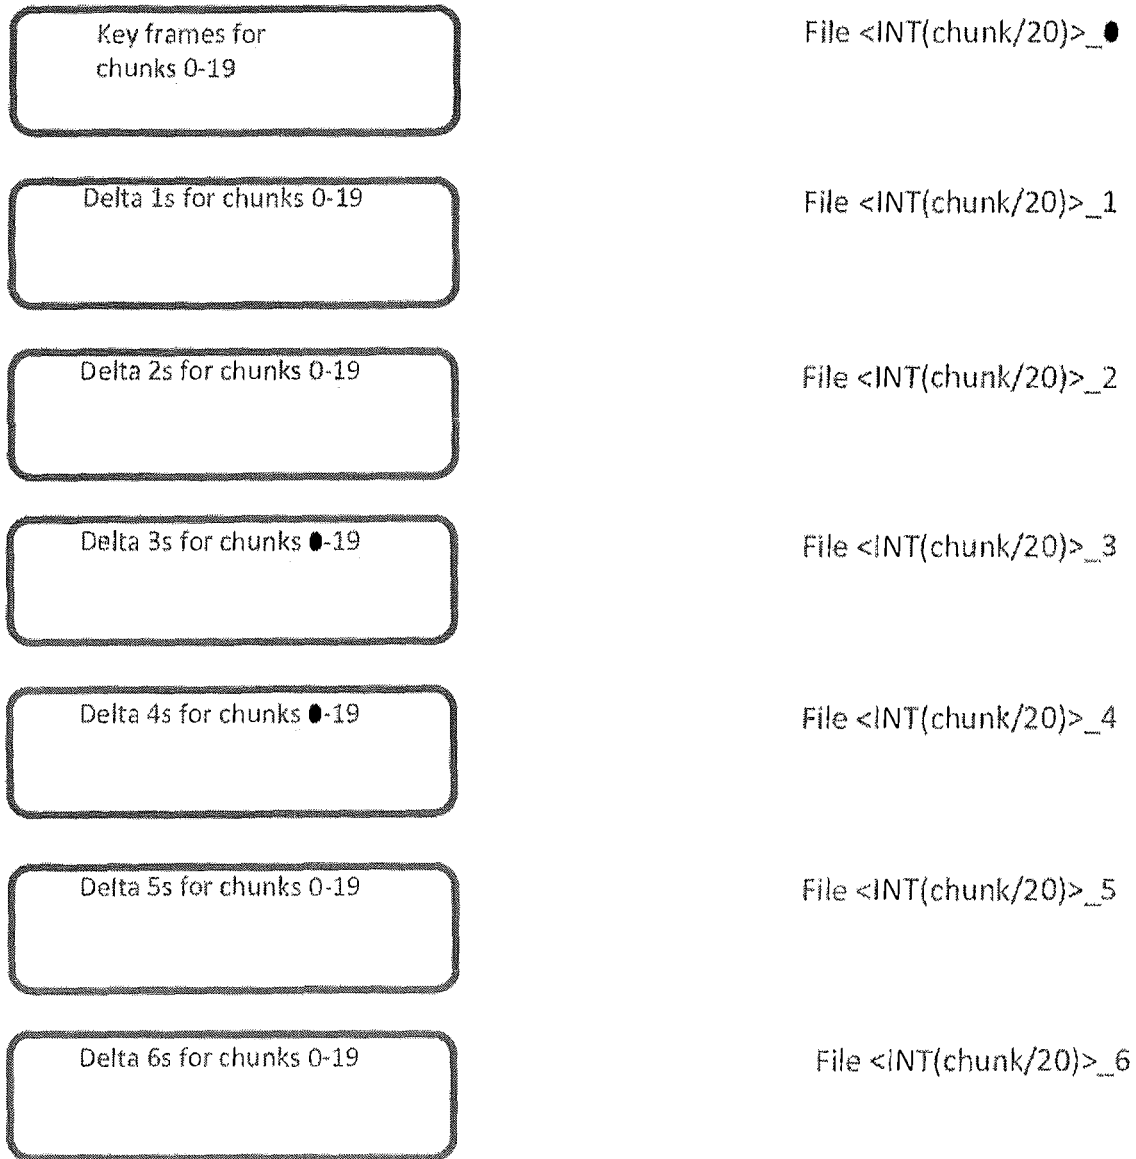 Key frames for
chunks 0-19
File <INT(chunk/20)>_0
Delta 1s for chunks 0-19
File <INT(chunk/20)>_1
Delta 2s for chunks 0-19
File <INT(chunk/20)>_2
Delta 3s for chunks 0-19
File <INT(chunk/20)>_3
Delta 4s for chunks 0-19
File <INT(chunk/20)>_4
Delta 5s for chunks 0-19
File <INT(chunk/20)>_5
Delta 6s for chunks 0-19
File <INT(chunk/20)>_6